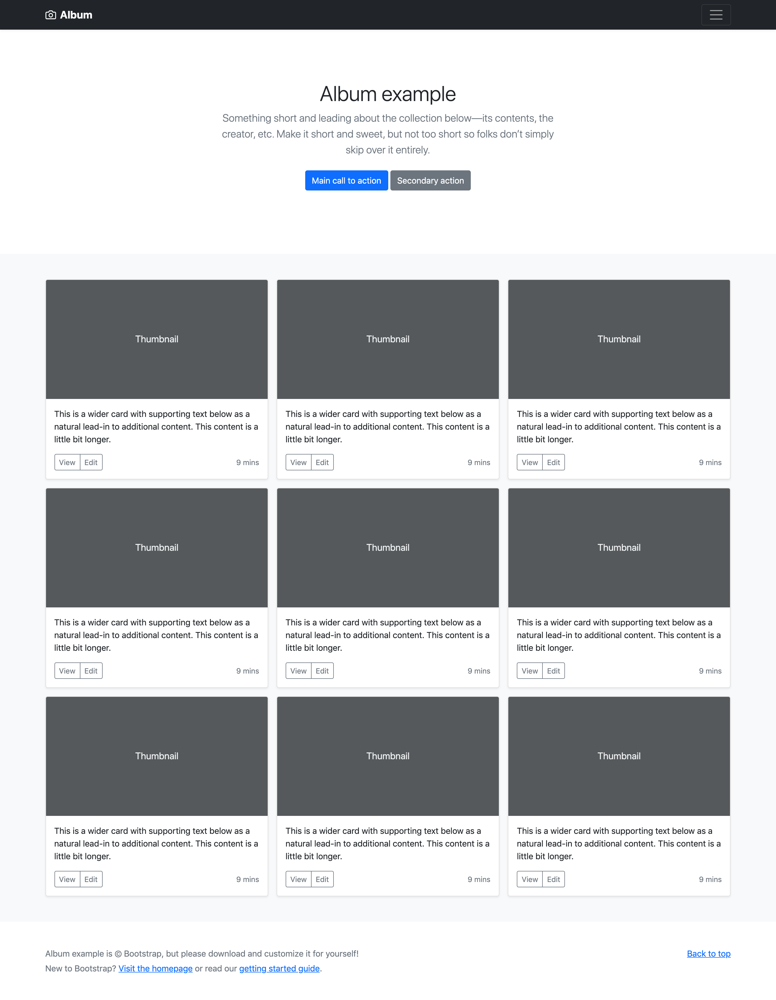 Album
Album example
Something short and leading about the collection below—its contents, the
creator, etc. Make it short and sweet, but not too short so folks don’t simply
skip over it entirely.
Main call to action Secondary action
Thumbnail
This is a wider card with supporting text below as a
natural lead-in to additional content. This content is a
little bit longer.
View Edit 9 mins
Thumbnail
This is a wider card with supporting text below as a
natural lead-in to additional content. This content is a
little bit longer.
View Edit 9 mins
Thumbnail
This is a wider card with supporting text below as a
natural lead-in to additional content. This content is a
little bit longer.
View Edit 9 mins
Thumbnail
This is a wider card with supporting text below as a
natural lead-in to additional content. This content is a
little bit longer.
View Edit 9 mins
Thumbnail
This is a wider card with supporting text below as a
natural lead-in to additional content. This content is a
little bit longer.
View Edit 9 mins
Thumbnail
This is a wider card with supporting text below as a
natural lead-in to additional content. This content is a
little bit longer.
View Edit 9 mins
Thumbnail
This is a wider card with supporting text below as a
natural lead-in to additional content. This content is a
little bit longer.
View Edit 9 mins
Thumbnail
This is a wider card with supporting text below as a
natural lead-in to additional content. This content is a
little bit longer.
View Edit 9 mins
Thumbnail
This is a wider card with supporting text below as a
natural lead-in to additional content. This content is a
little bit longer.
View Edit 9 mins
Album example is © Bootstrap, but please download and customize it for yourself!
Back to top
New to Bootstrap? Visit the homepage or read our getting started guide.